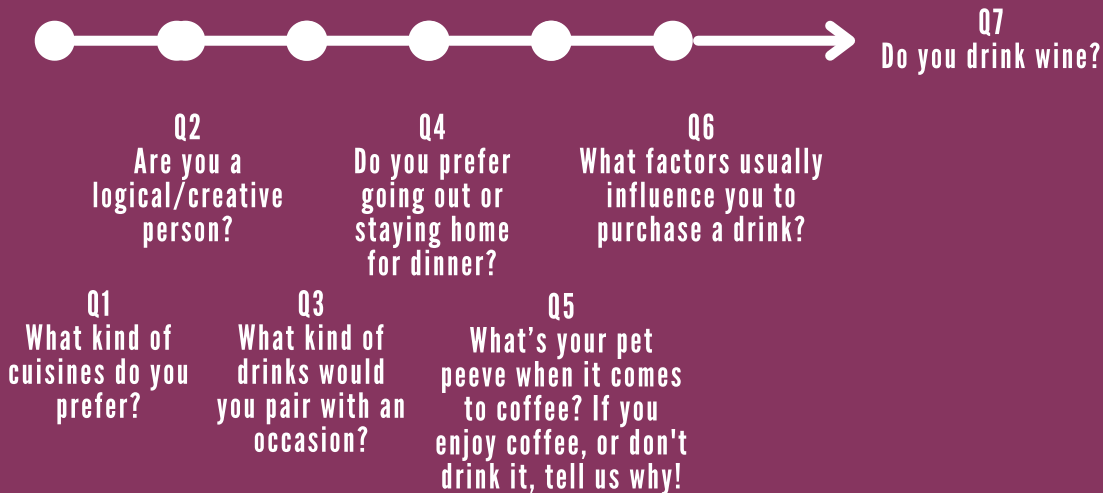 Q1
What kind of
cuisines do you
prefer?
Q2
Are you a
logical/creative
person?
Q3
What kind of
drinks would
you pair with an
occasion?
Q4
Do you prefer
going out or
staying home
for dinner?
Q5
What’s your pet
peeve when it comes
to coffee? If you
enjoy coffee, or don't
drink it, tell us why!
Q6
What factors usually
influence you to
purchase a drink?
Q7
Do you drink wine?